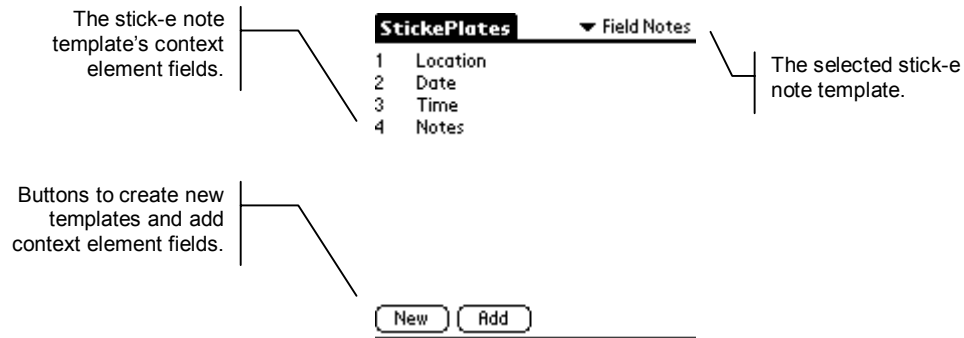 The stick-e note
template's context
element fields.
StickePlates
Field Notes
1 Location
2 Date
3 Time
4 Notes
The selected stick-e
note template.
Buttons to create new
templates and add
context element fields.
New Add